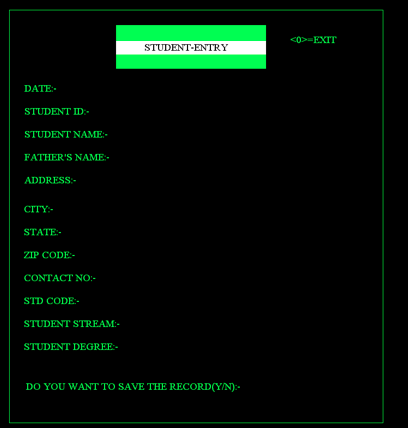 STUDENT-ENTRY <0>=EXIT
DATE:-
STUDENT ID:-
STUDENT NAME:-
FATHER'S NAME:-
ADDRESS:-
CITY:-
STATE:-
ZIP CODE:-
CONTACT NO:-
STD CODE:-
STUDENT STREAM:-
STUDENT DEGREE:-
DO YOU WANT TO SAVE THE RECORD(Y/N):-